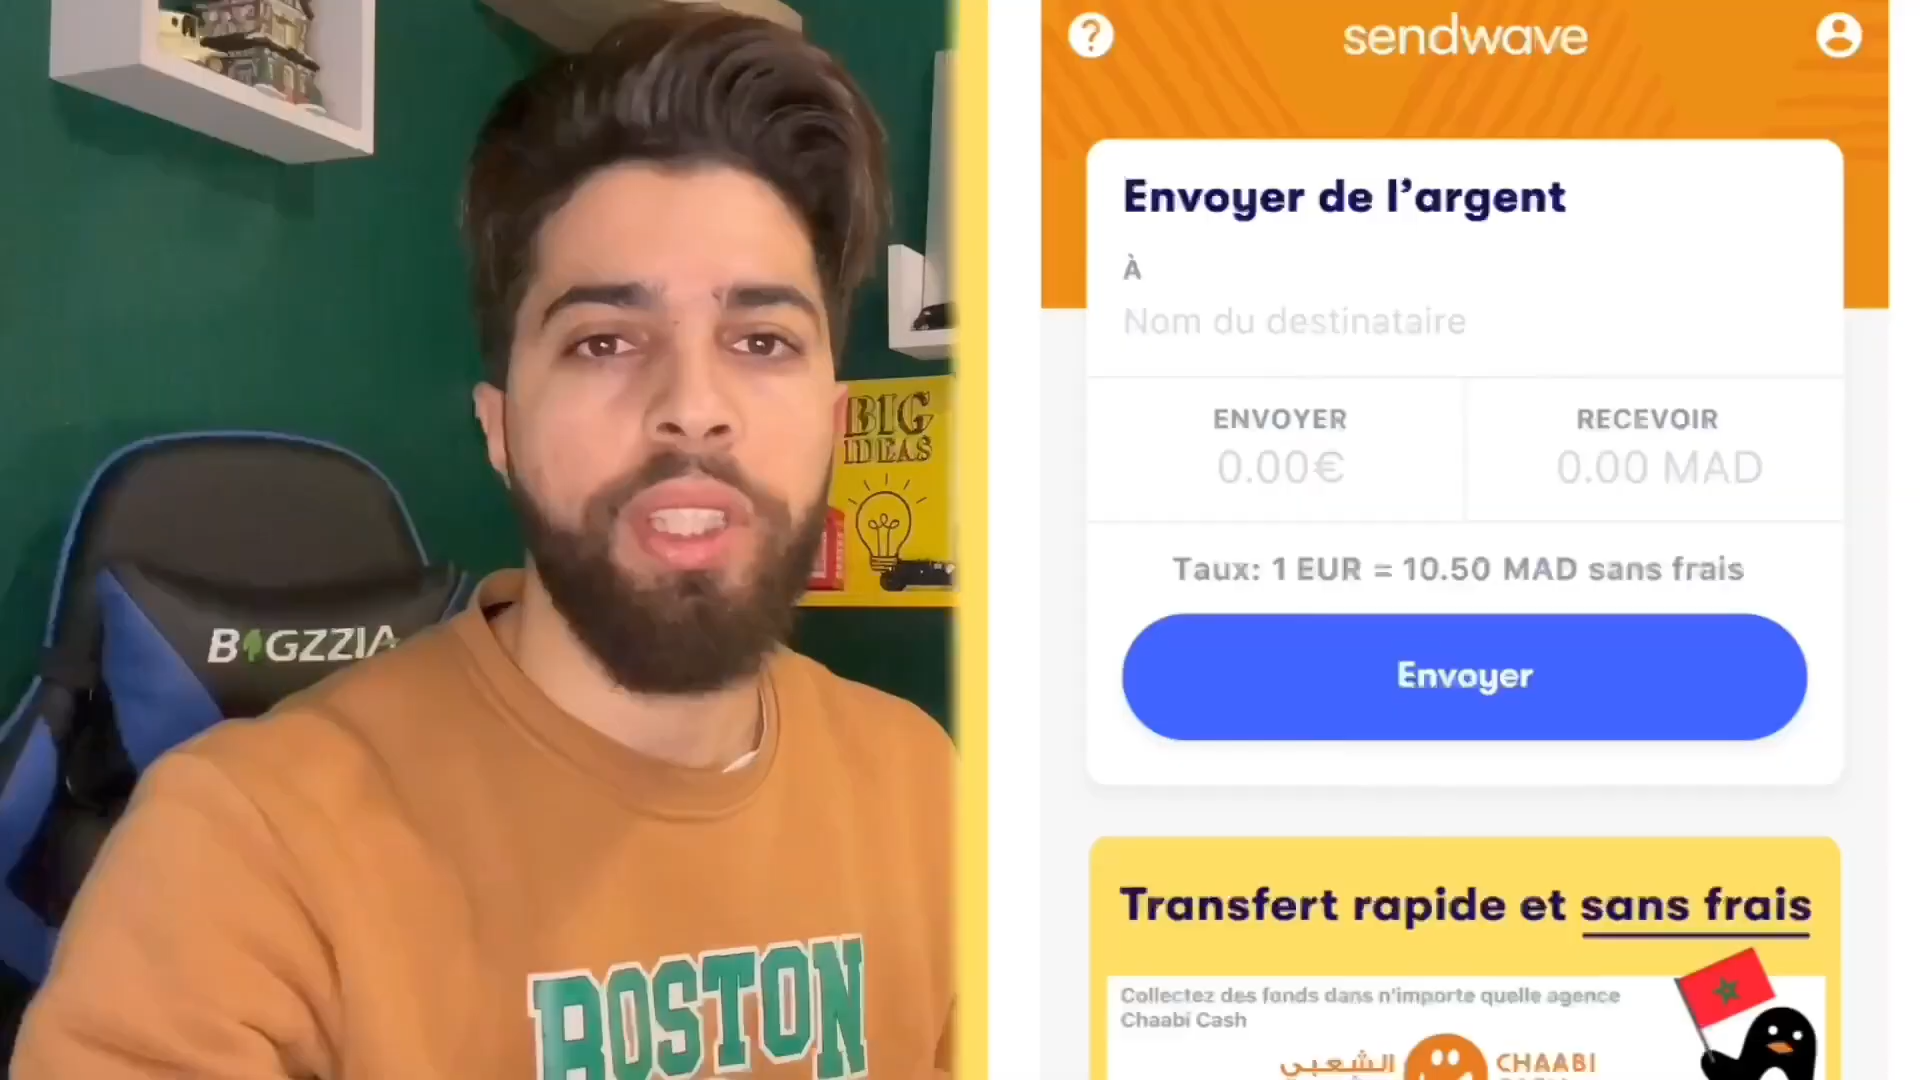 BIG
IDEAS
BOGZZIA
BOSTON
?
sendwave
Envoyer de l’argent
À
Nom du destinataire
ENVOYER
0.00€
RECEVOIR
0.00 MAD
Taux: 1 EUR = 10.50 MAD sans frais
Envoyer
Transfert rapide et sans frais
Collectez des fonds dans n'importe quelle agence
Chaabi Cash
الشعبي
CHAABI